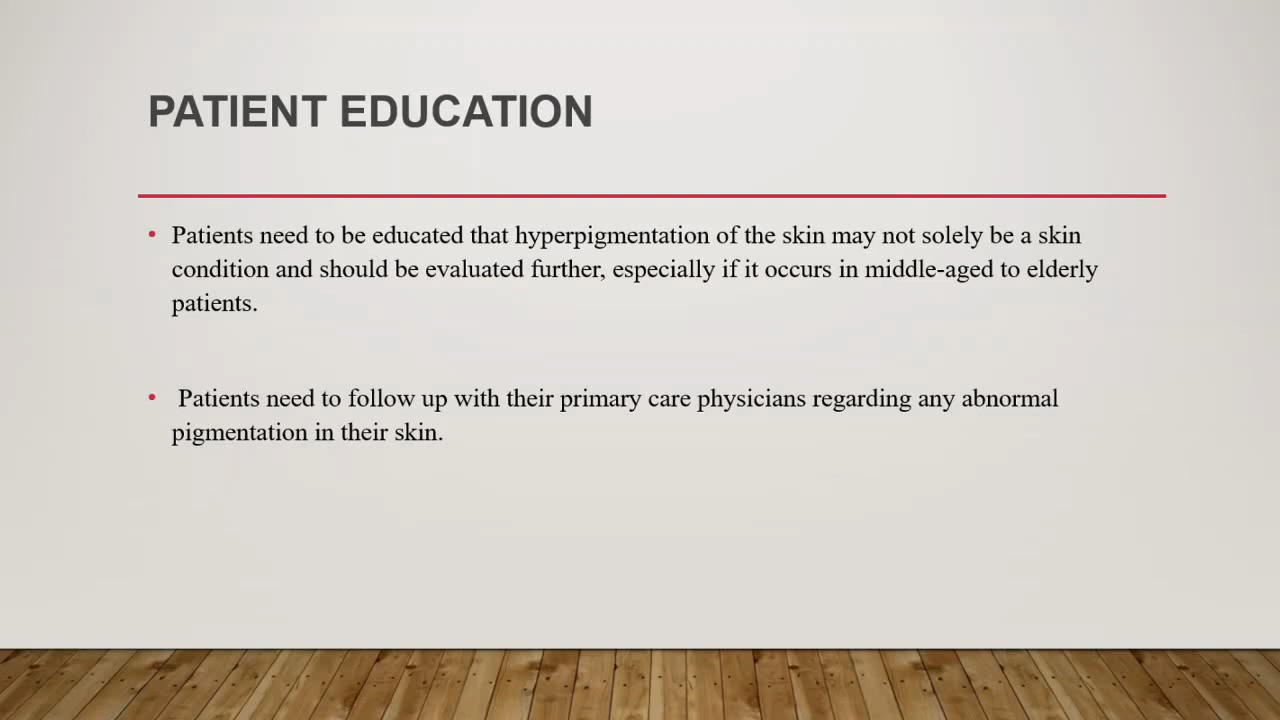 PATIENT EDUCATION
• Patients need to be educated that hyperpigmentation of the skin may not solely be a skin
condition and should be evaluated further, especially if it occurs in middle-aged to elderly
patients.
• Patients need to follow up with their primary care physicians regarding any abnormal
pigmentation in their skin.